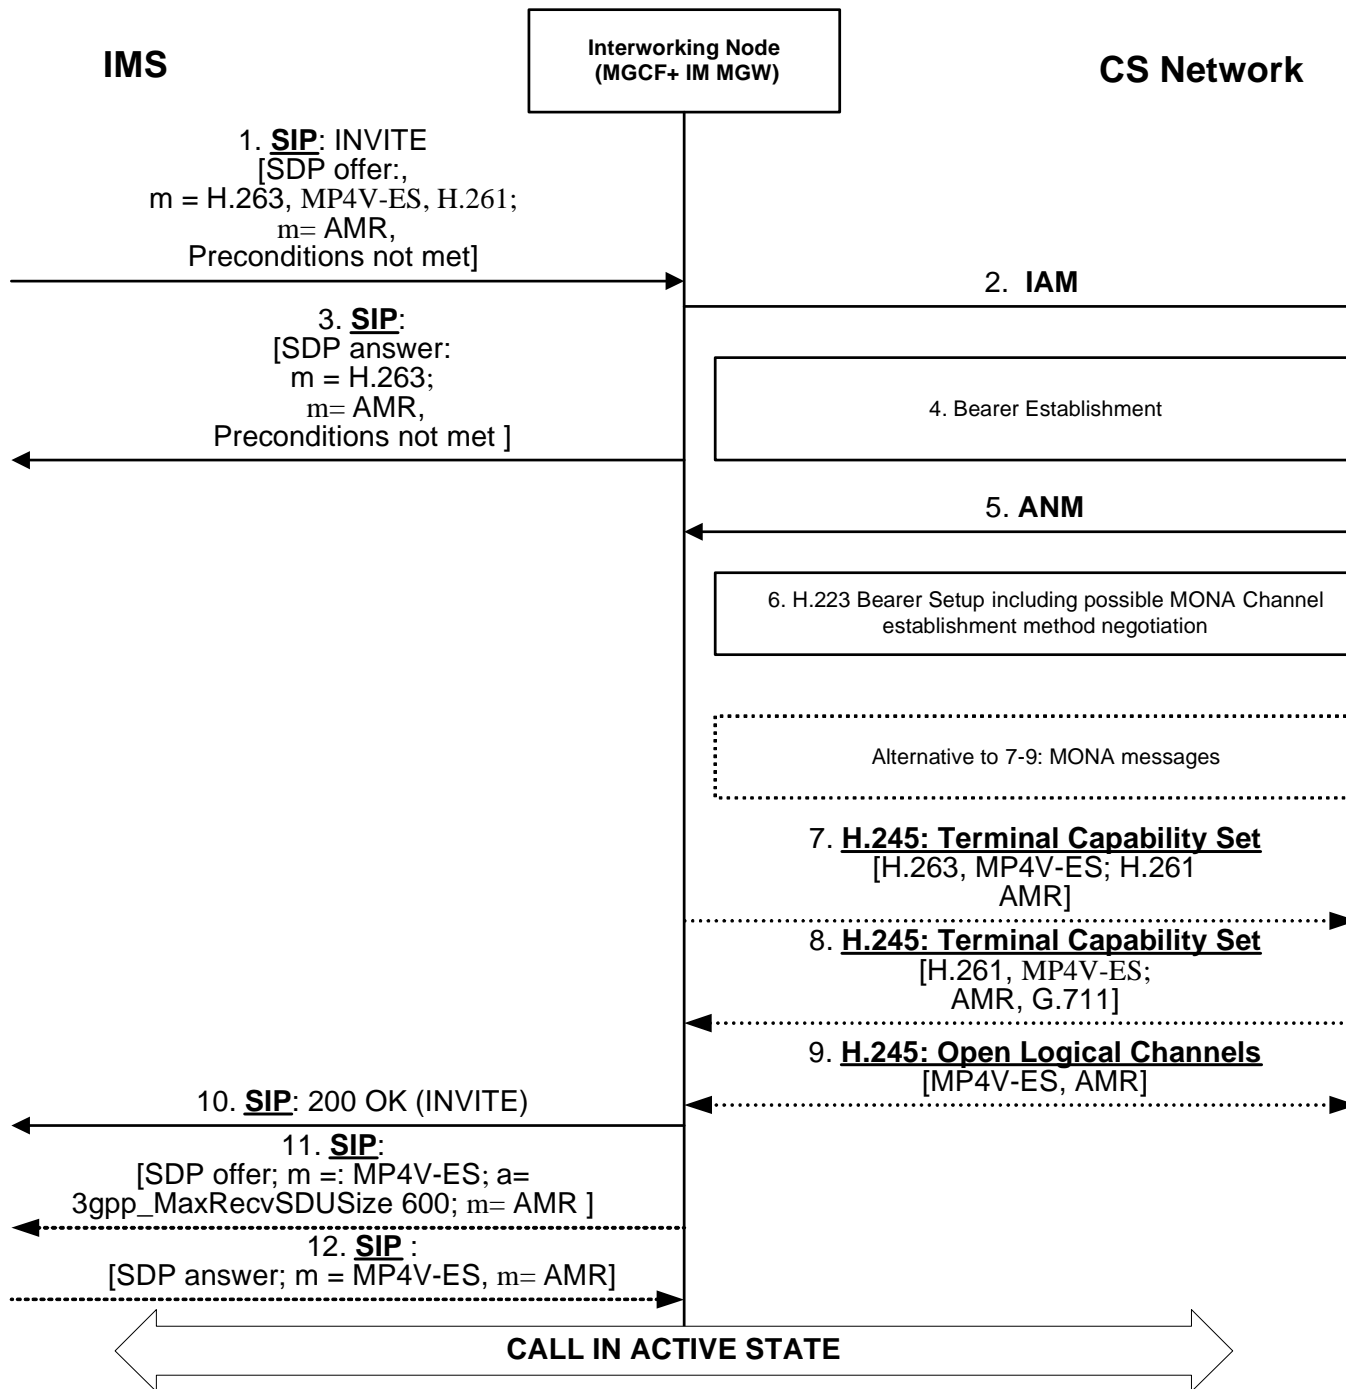 IMS
Interworking Node
(MGCF+ IM MGW)
CS Network
1. SIP: INVITE
[SDP offer:,
m = H.263, MP4V-ES, H.261;
m= AMR,
Preconditions not met]
2. IAM
3. SIP:
[SDP answer:
m = H.263;
m= AMR,
Preconditions not met ]
4. Bearer Establishment
5. ANM
6. H.223 Bearer Setup including possible MONA Channel
establishment method negotiation
Alternative to 7-9: MONA messages
7. H.245: Terminal Capability Set
[H.263, MP4V-ES; H.261
AMR]
8. H.245: Terminal Capability Set
[H.261, MP4V-ES;
AMR, G.711]
9. H.245: Open Logical Channels
[MP4V-ES, AMR]
10. SIP: 200 OK (INVITE)
11. SIP:
[SDP offer; m =: MP4V-ES; a=
3gpp_MaxRecvSDUSize 600; m= AMR ]
12. SIP :
[SDP answer; m = MP4V-ES, m= AMR]
CALL IN ACTIVE STATE